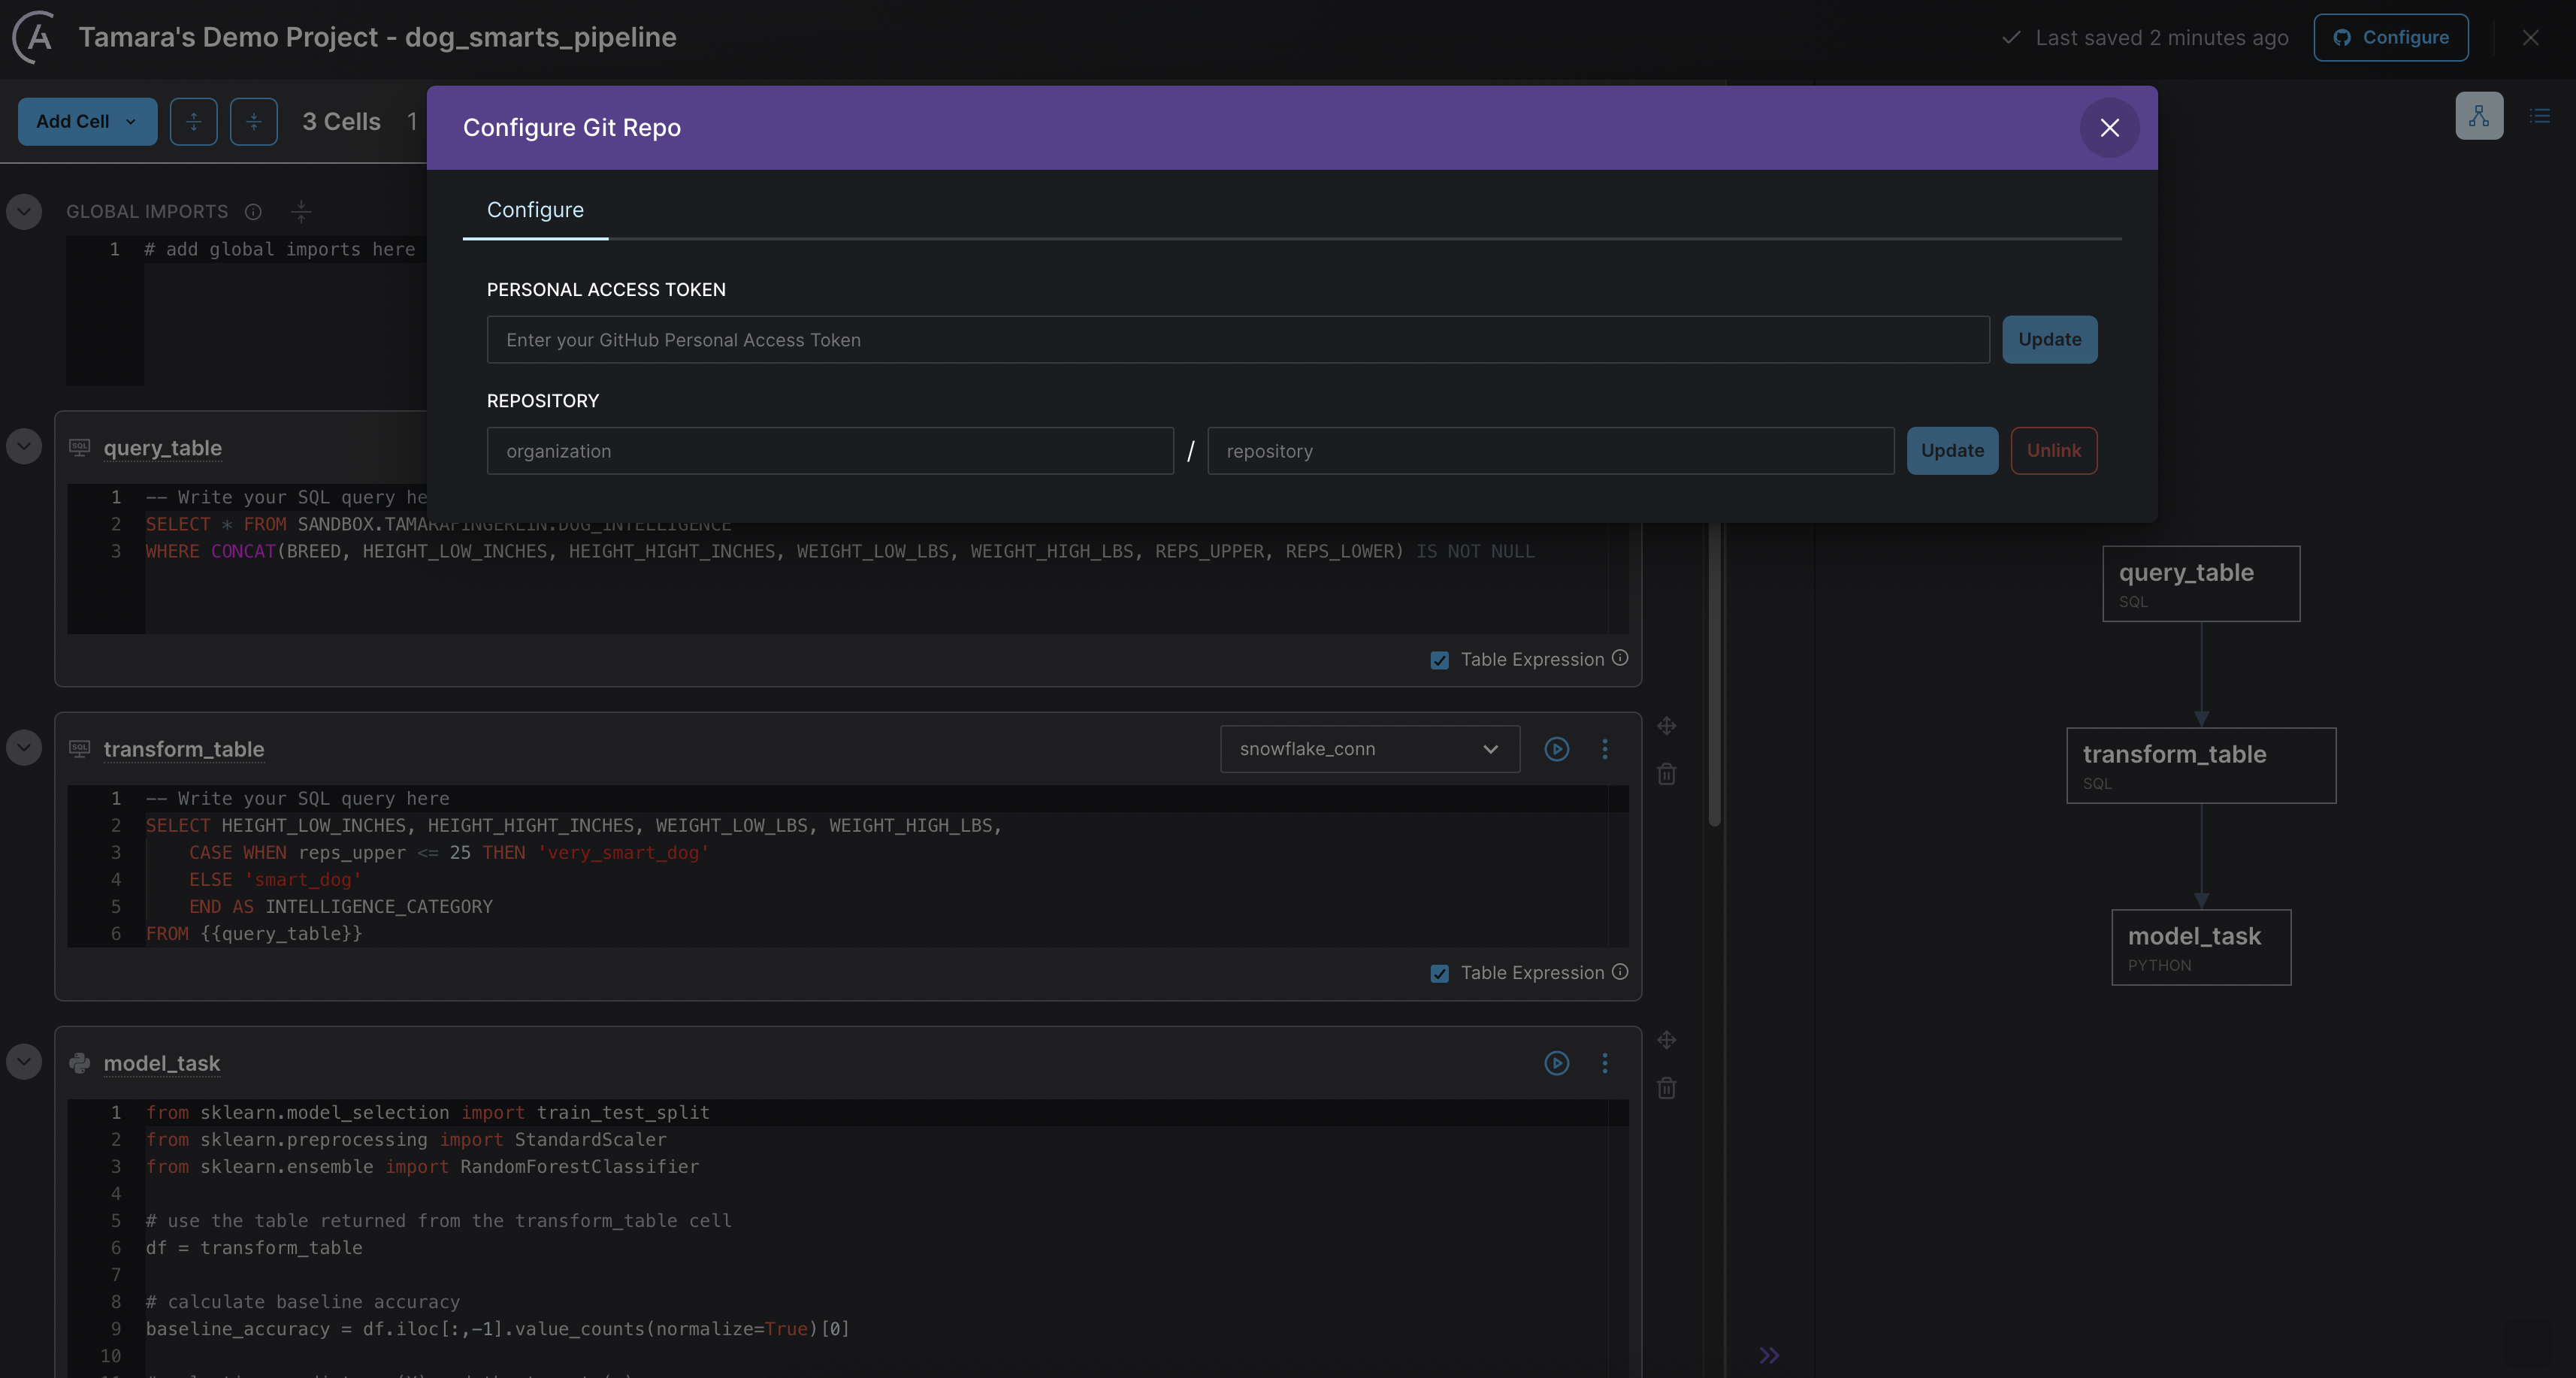 Tamara's Demo Project - dog_smarts_pipeline
Last saved 2 minutes ago
Configure
Add Cell
3 Cells 1
Configure Git Repo
Configure
PERSONAL ACCESS TOKEN
Enter your GitHub Personal Access Token
Update
REPOSITORY
organization / repository
Update
Unlink
GLOBAL IMPORTS
1 # add global imports here
query_table
1 -- Write your SQL query he
2 SELECT * FROM SANDBOX.TAMARAFINGERLIN.DOG_INTELLIGENCE
3 WHERE CONCAT(BREED, HEIGHT_LOW_INCHES, HEIGHT_HIGHT_INCHES, WEIGHT_LOW_LBS, WEIGHT_HIGH_LBS, REPS_UPPER, REPS_LOWER) IS NOT NULL
Table Expression
transform_table
snowflake_conn
1 -- Write your SQL query here
2 SELECT HEIGHT_LOW_INCHES, HEIGHT_HIGHT_INCHES, WEIGHT_LOW_LBS, WEIGHT_HIGH_LBS,
3 CASE WHEN reps_upper <= 25 THEN 'very_smart_dog'
4 ELSE 'smart_dog'
5 END AS INTELLIGENCE_CATEGORY
6 FROM {{query_table}}
Table Expression
model_task
1 from sklearn.model_selection import train_test_split
2 from sklearn.preprocessing import StandardScaler
3 from sklearn.ensemble import RandomForestClassifier
4
5 # use the table returned from the transform_table cell
6 df = transform_table
7
8 # calculate baseline accuracy
9 baseline_accuracy = df.iloc[:,-1].value_counts(normalize=True)[0]
10
query_table
SQL
transform_table
SQL
model_task
PYTHON